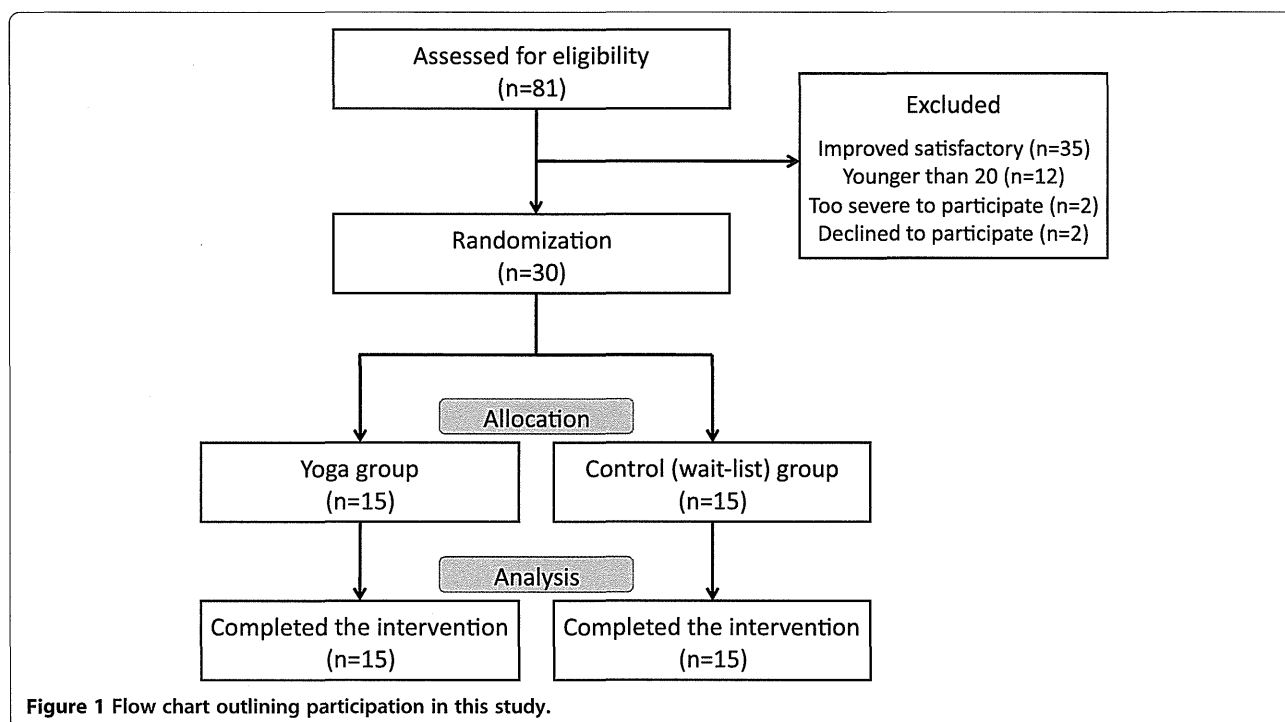 Assessed for eligibility
(n=81)
Excluded
Improved satisfactory (n=35)
Younger than 20 (n=12)
Too severe to participate (n=2)
Declined to participate (n=2)
Randomization
(n=30)
Allocation
Yoga group
(n=15)
Control (wait-list) group
(n=15)
Analysis
Completed the intervention
(n=15)
Completed the intervention
(n=15)
Figure 1 Flow chart outlining participation in this study.